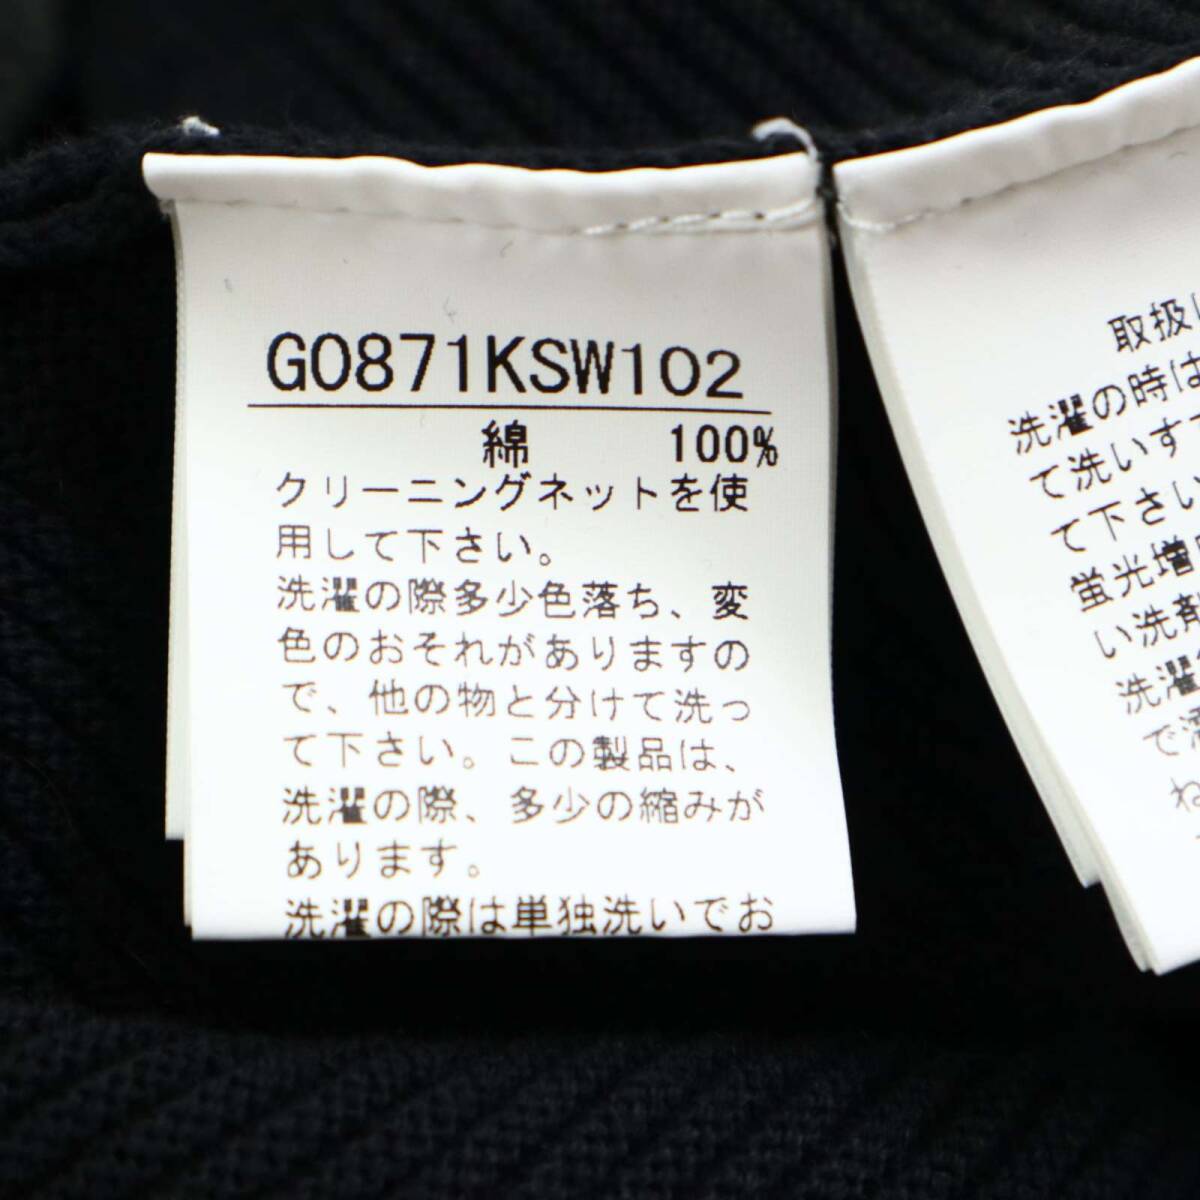 G0871KSW102
綿 100%
クリーニングネットを使
用して下さい。
洗濯の際多少色落ち、変
色のおそれがありますの
で、他の物と分けて洗っ
て下さい。この製品は、
洗濯の際、多少の縮みが
あります。
洗濯の際は単独洗いでお
取扱
洗濯の時は
て洗いす
て下さい
蛍光増
い洗剤
洗濯
で
ね